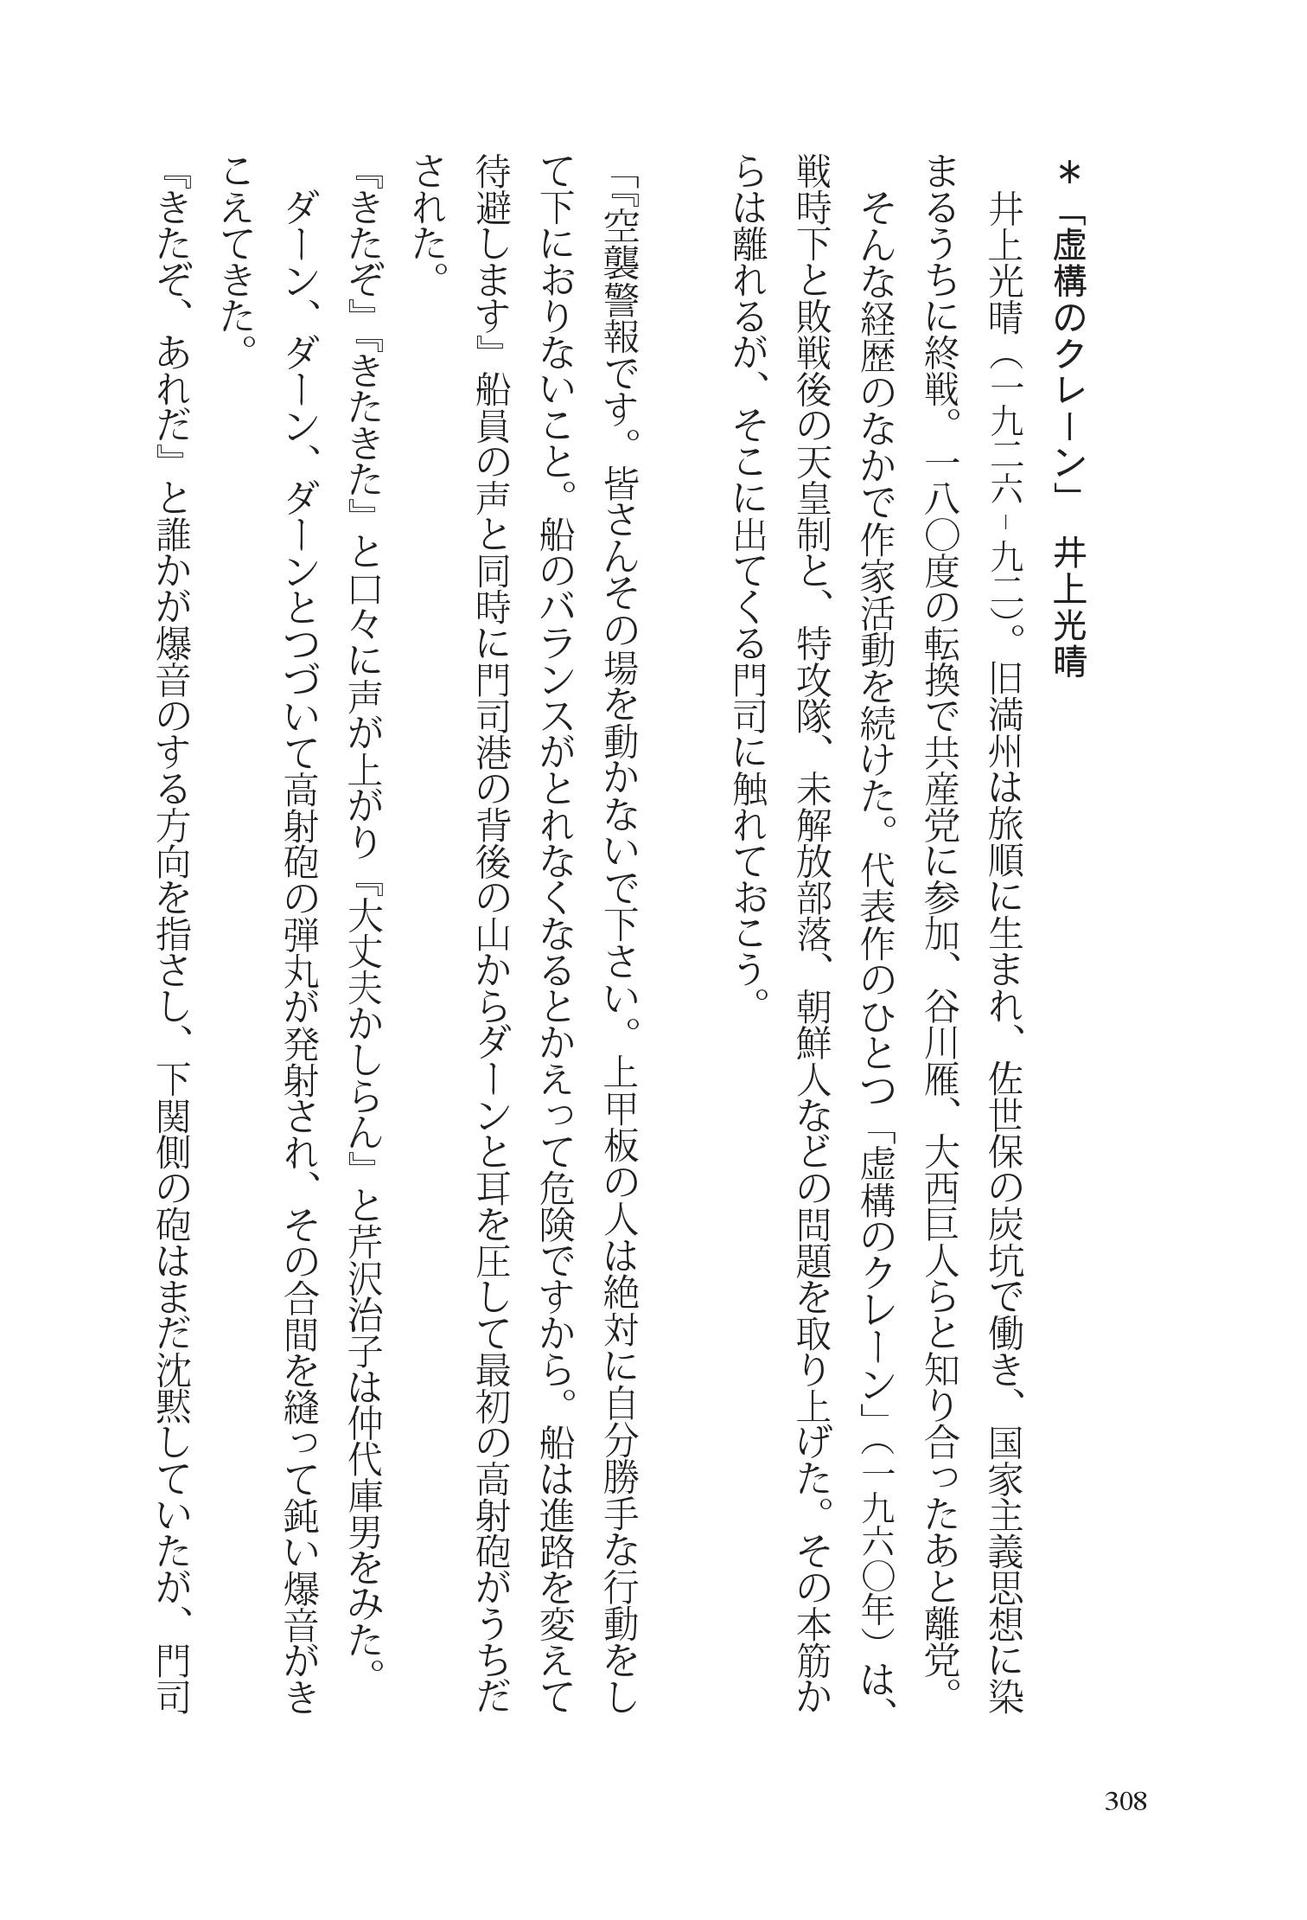 ＊「虚構のクレーン」　井上光晴
　井上光晴（一九二六－九二）。旧満州は旅順に生まれ、佐世保の炭坑で働き、国家主義思想に染
まるうちに終戦。一八〇度の転換で共産党に参加、谷川雁、大西巨人らと知り合ったあと離党。
　そんな経歴のなかで作家活動を続けた。代表作のひとつ「虚構のクレーン」（一九六〇年）は、
戦時下と敗戦後の天皇制と、特攻隊、未解放部落、朝鮮人などの問題を取り上げた。その本筋か
らは離れるが、そこに出てくる門司に触れておこう。
「『空襲警報です。皆さんその場を動かないで下さい。上甲板の人は絶対に自分勝手な行動をし
て下におりないこと。船のバランスがとれなくなるとかえって危険ですから。船は進路を変えて
待避します』船員の声と同時に門司港の背後の山からダーンと耳を圧して最初の高射砲がうちだ
された。
『きたぞ』『きたきた』と口々に声が上がり『大丈夫かしらん』と芹沢治子は仲代庫男をみた。
　ダーン、ダーン、ダーンとつづいて高射砲の弾丸が発射され、その合間を縫って鈍い爆音がき
こえてきた。
『きたぞ、あれだ』と誰かが爆音のする方向を指さし、下関側の砲はまだ沈黙していたが、門司
308